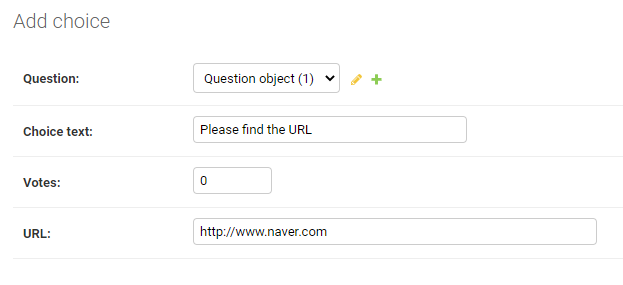 Add choice
Question: Question object (1)
Choice text: Please find the URL
Votes: 0
URL: http://www.naver.com